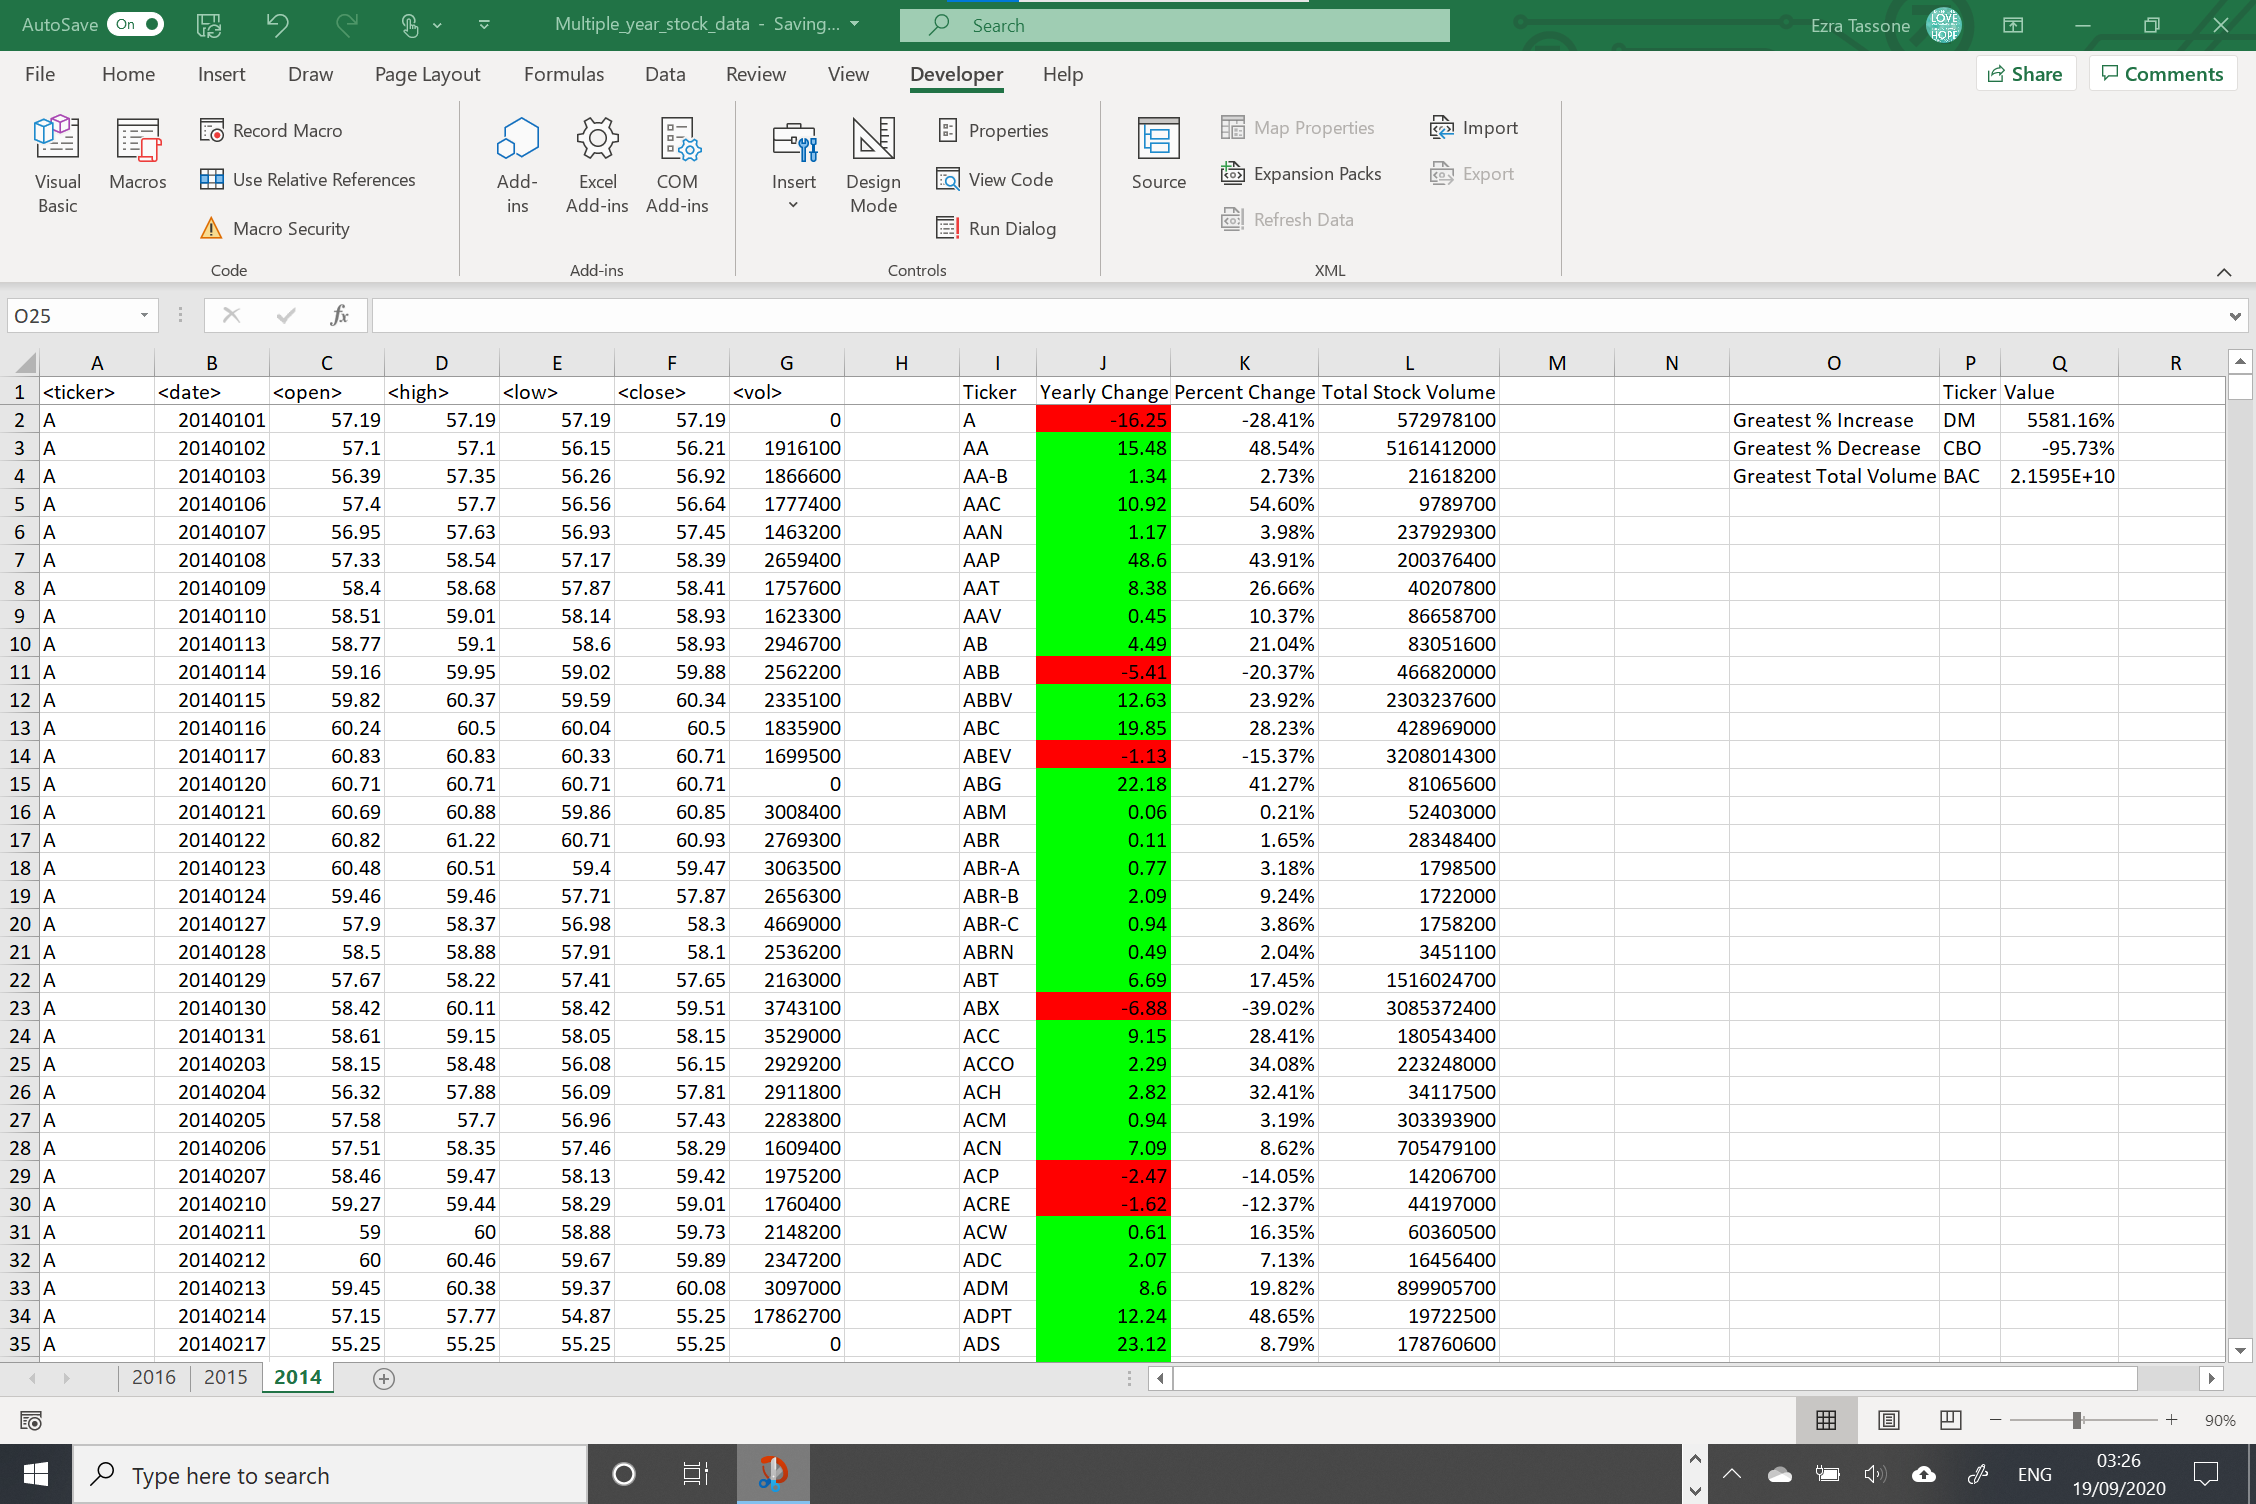 AutoSave On Multiple_year_stock_data - Saving... Search Ezra Tassone LOVE HOPE
File Home Insert Draw Page Layout Formulas Data Review View Developer Help Share Comments
Visual Basic
Macros
Record Macro
Use Relative References
Macro Security
Code
Add-ins
Excel Add-ins
COM Add-ins
Add-ins
Insert
Design Mode
Properties
View Code
Run Dialog
Controls
Source
Map Properties
Expansion Packs
Refresh Data
Import
Export
XML
O25 fx
A B C D E F G H I J K L M N O P Q R
1 <ticker> <date> <open> <high> <low> <close> <vol> Ticker Yearly Change Percent Change Total Stock Volume Ticker Value
2 A 20140101 57.19 57.19 57.19 57.19 0 A -16.25 -28.41% 572978100 Greatest % Increase DM 5581.16%
3 A 20140102 57.1 57.1 56.15 56.21 1916100 AA 15.48 48.54% 5161412000 Greatest % Decrease CBO -95.73%
4 A 20140103 56.39 57.35 56.26 56.92 1866600 AA-B 1.34 2.73% 21618200 Greatest Total Volume BAC 2.1595E+10
5 A 20140106 57.4 57.7 56.56 56.64 1777400 AAC 10.92 54.60% 9789700
6 A 20140107 56.95 57.63 56.93 57.45 1463200 AAN 1.17 3.98% 237929300
7 A 20140108 57.33 58.54 57.17 58.39 2659400 AAP 48.6 43.91% 200376400
8 A 20140109 58.4 58.68 57.87 58.41 1757600 AAT 8.38 26.66% 40207800
9 A 20140110 58.51 59.01 58.14 58.93 1623300 AAV 0.45 10.37% 86658700
10 A 20140113 58.77 59.1 58.6 58.93 2946700 AB 4.49 21.04% 83051600
11 A 20140114 59.16 59.95 59.02 59.88 2562200 ABB -5.41 -20.37% 466820000
12 A 20140115 59.82 60.37 59.59 60.34 2335100 ABBV 12.63 23.92% 2303237600
13 A 20140116 60.24 60.5 60.04 60.5 1835900 ABC 19.85 28.23% 428969000
14 A 20140117 60.83 60.83 60.33 60.71 1699500 ABEV -1.13 -15.37% 3208014300
15 A 20140120 60.71 60.71 60.71 60.71 0 ABG 22.18 41.27% 81065600
16 A 20140121 60.69 60.88 59.86 60.85 3008400 ABM 0.06 0.21% 52403000
17 A 20140122 60.82 61.22 60.71 60.93 2769300 ABR 0.11 1.65% 28348400
18 A 20140123 60.48 60.51 59.4 59.47 3063500 ABR-A 0.77 3.18% 1798500
19 A 20140124 59.46 59.46 57.71 57.87 2656300 ABR-B 2.09 9.24% 1722000
20 A 20140127 57.9 58.37 56.98 58.3 4669000 ABR-C 0.94 3.86% 1758200
21 A 20140128 58.5 58.88 57.91 58.1 2536200 ABRN 0.49 2.04% 3451100
22 A 20140129 57.67 58.22 57.41 57.65 2163000 ABT 6.69 17.45% 1516024700
23 A 20140130 58.42 60.11 58.42 59.51 3743100 ABX -6.88 -39.02% 3085372400
24 A 20140131 58.61 59.15 58.05 58.15 3529000 ACC 9.15 28.41% 180543400
25 A 20140203 58.15 58.48 56.08 56.15 2929200 ACCO 2.29 34.08% 223248000
26 A 20140204 56.32 57.88 56.09 57.81 2911800 ACH 2.82 32.41% 34117500
27 A 20140205 57.58 57.7 56.96 57.43 2283800 ACM 0.94 3.19% 303393900
28 A 20140206 57.51 58.35 57.46 58.29 1609400 ACN 7.09 8.62% 705479100
29 A 20140207 58.46 59.47 58.13 59.42 1975200 ACP -2.47 -14.05% 14206700
30 A 20140210 59.27 59.44 58.29 59.01 1760400 ACRE -1.62 -12.37% 44197000
31 A 20140211 59 60 58.88 59.73 2148200 ACW 0.61 16.35% 60360500
32 A 20140212 60 60.46 59.67 59.89 2347200 ADC 2.07 7.13% 16456400
33 A 20140213 59.45 60.38 59.37 60.08 3097000 ADM 8.6 19.82% 899905700
34 A 20140214 57.15 57.77 54.87 55.25 17862700 ADPT 12.24 48.65% 19722500
35 A 20140217 55.25 55.25 55.25 55.25 0 ADS 23.12 8.79% 178760600
2016 2015 2014
90%
Type here to search ENG 03:26
19/09/2020